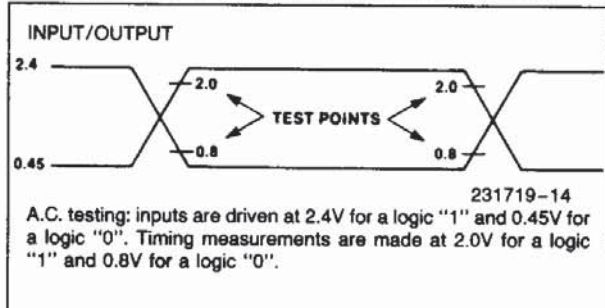 INPUT/OUTPUT
2.4
2.0
2.0
TEST POINTS
0.8
0.8
0.45
231719-14
A.C. testing: inputs are driven at 2.4V for a logic "1" and 0.45V for
a logic "0". Timing measurements are made at 2.0V for a logic
"1" and 0.8V for a logic "0".